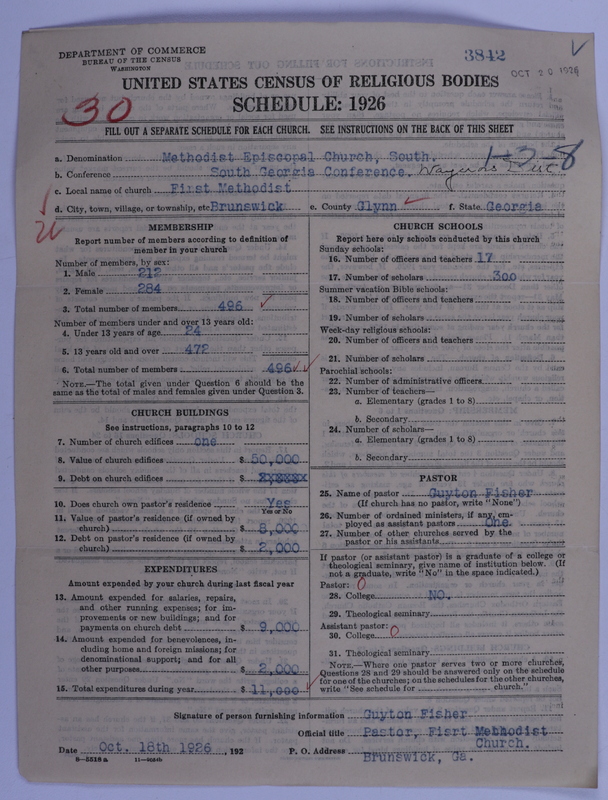 DEPARTMENT OF COMMERCE
BUREAU OF THE CENSUS
WASHINGTON
3842
OCT 20 1926
UNITED STATES CENSUS OF RELIGIOUS BODIES
SCHEDULE: 1926
30
FILL OUT A SEPARATE SCHEDULE FOR EACH CHURCH. SEE INSTRUCTIONS ON THE BACK OF THIS SHEET
1-3-8
a. Denomination Methodist Episcopal Church, South.
b. Conference South Georgia Conference.
c. Local name of church First Methodist
d. City, town, village, or township, etc Brunswick e. County Glynn f. State Georgia
MEMBERSHIP
Report number of members according to definition of
member in your church
Number of members, by sex:
1. Male 212
2. Female 284
3. Total number of members 496
Number of members under and over 13 years old:
4. Under 13 years of age 24
5. 13 years old and over 472
6. Total number of members 496
NOTE.—The total given under Question 6 should be the
same as the total of males and females given under Question 3.
CHURCH BUILDINGS
See instructions, paragraphs 10 to 12
7. Number of church edifices one
8. Value of church edifices $ 50,000
9. Debt on church edifices $
10. Does church own pastor's residence Yes
Yes or No
11. Value of pastor's residence (if owned by
church) $ 8,000
12. Debt on pastor's residence (if owned by
church) $ 2,000
EXPENDITURES
Amount expended by your church during last fiscal year
13. Amount expended for salaries, repairs,
and other running expenses; for im-
provements or new buildings; and for
payments on church debt $ 9,000
14. Amount expended for benevolences, in-
cluding home and foreign missions; for
denominational support; and for all
other purposes $ 2,000
15. Total expenditures during year $ 11,000
CHURCH SCHOOLS
Report here only schools conducted by this church
Sunday schools:
16. Number of officers and teachers 17
17. Number of scholars 300
Summer vacation Bible schools:
18. Number of officers and teachers
19. Number of scholars
Week-day religious schools:
20. Number of officers and teachers
21. Number of scholars
Parochial schools:
22. Number of administrative officers
23. Number of teachers—
a. Elementary (grades 1 to 8)
b. Secondary
24. Number of scholars—
a. Elementary (grades 1 to 8)
b. Secondary
PASTOR
25. Name of pastor Guyton Fisher
(If church has no pastor, write "None")
26. Number of ordained ministers, if any, em-
ployed as assistant pastors One
27. Number of other churches served by the
pastor or his assistants
If pastor (or assistant pastor) is a graduate of a college or
theological seminary, give name of institution below. (If
not a graduate, write "No" in the space indicated.)
Pastor: 0
28. College NO.
29. Theological seminary
Assistant pastor:
30. College 0
31. Theological seminary
NOTE.—Where one pastor serves two or more churches,
Questions 28 and 29 should be answered only on the schedule
for one of the churches; on the schedules for the other churches,
write "See schedule for church."
Signature of person furnishing information Guyton Fisher
Official title Pastor, Fisrt Methodist
Church.
Date Oct. 18th 1926, 192
P. O. Address Brunswick, Ga.
8—5518a 11—4684b